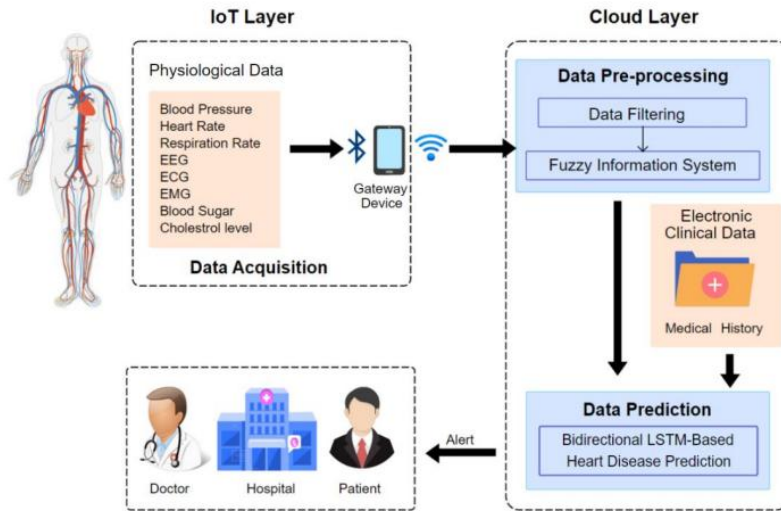 IoT Layer
Cloud Layer
Physiological Data
Blood Pressure
Heart Rate
Respiration Rate
EEG
ECG
EMG
Blood Sugar
Cholestrol level
Data Acquisition
Gateway
Device
Data Pre-processing
Data Filtering
Fuzzy Information System
Electronic
Clinical Data
Medical History
Data Prediction
Bidirectional LSTM-Based
Heart Disease Prediction
Alert
Doctor
Hospital
Patient